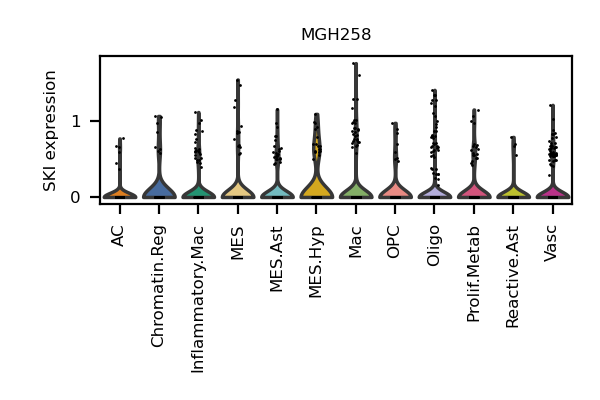 MGH258
SKI expression
1
0
AC
Chromatin.Reg
Inflammatory.Mac
MES
MES.Ast
MES.Hyp
Mac
OPC
Oligo
Prolif.Metab
Reactive.Ast
Vasc